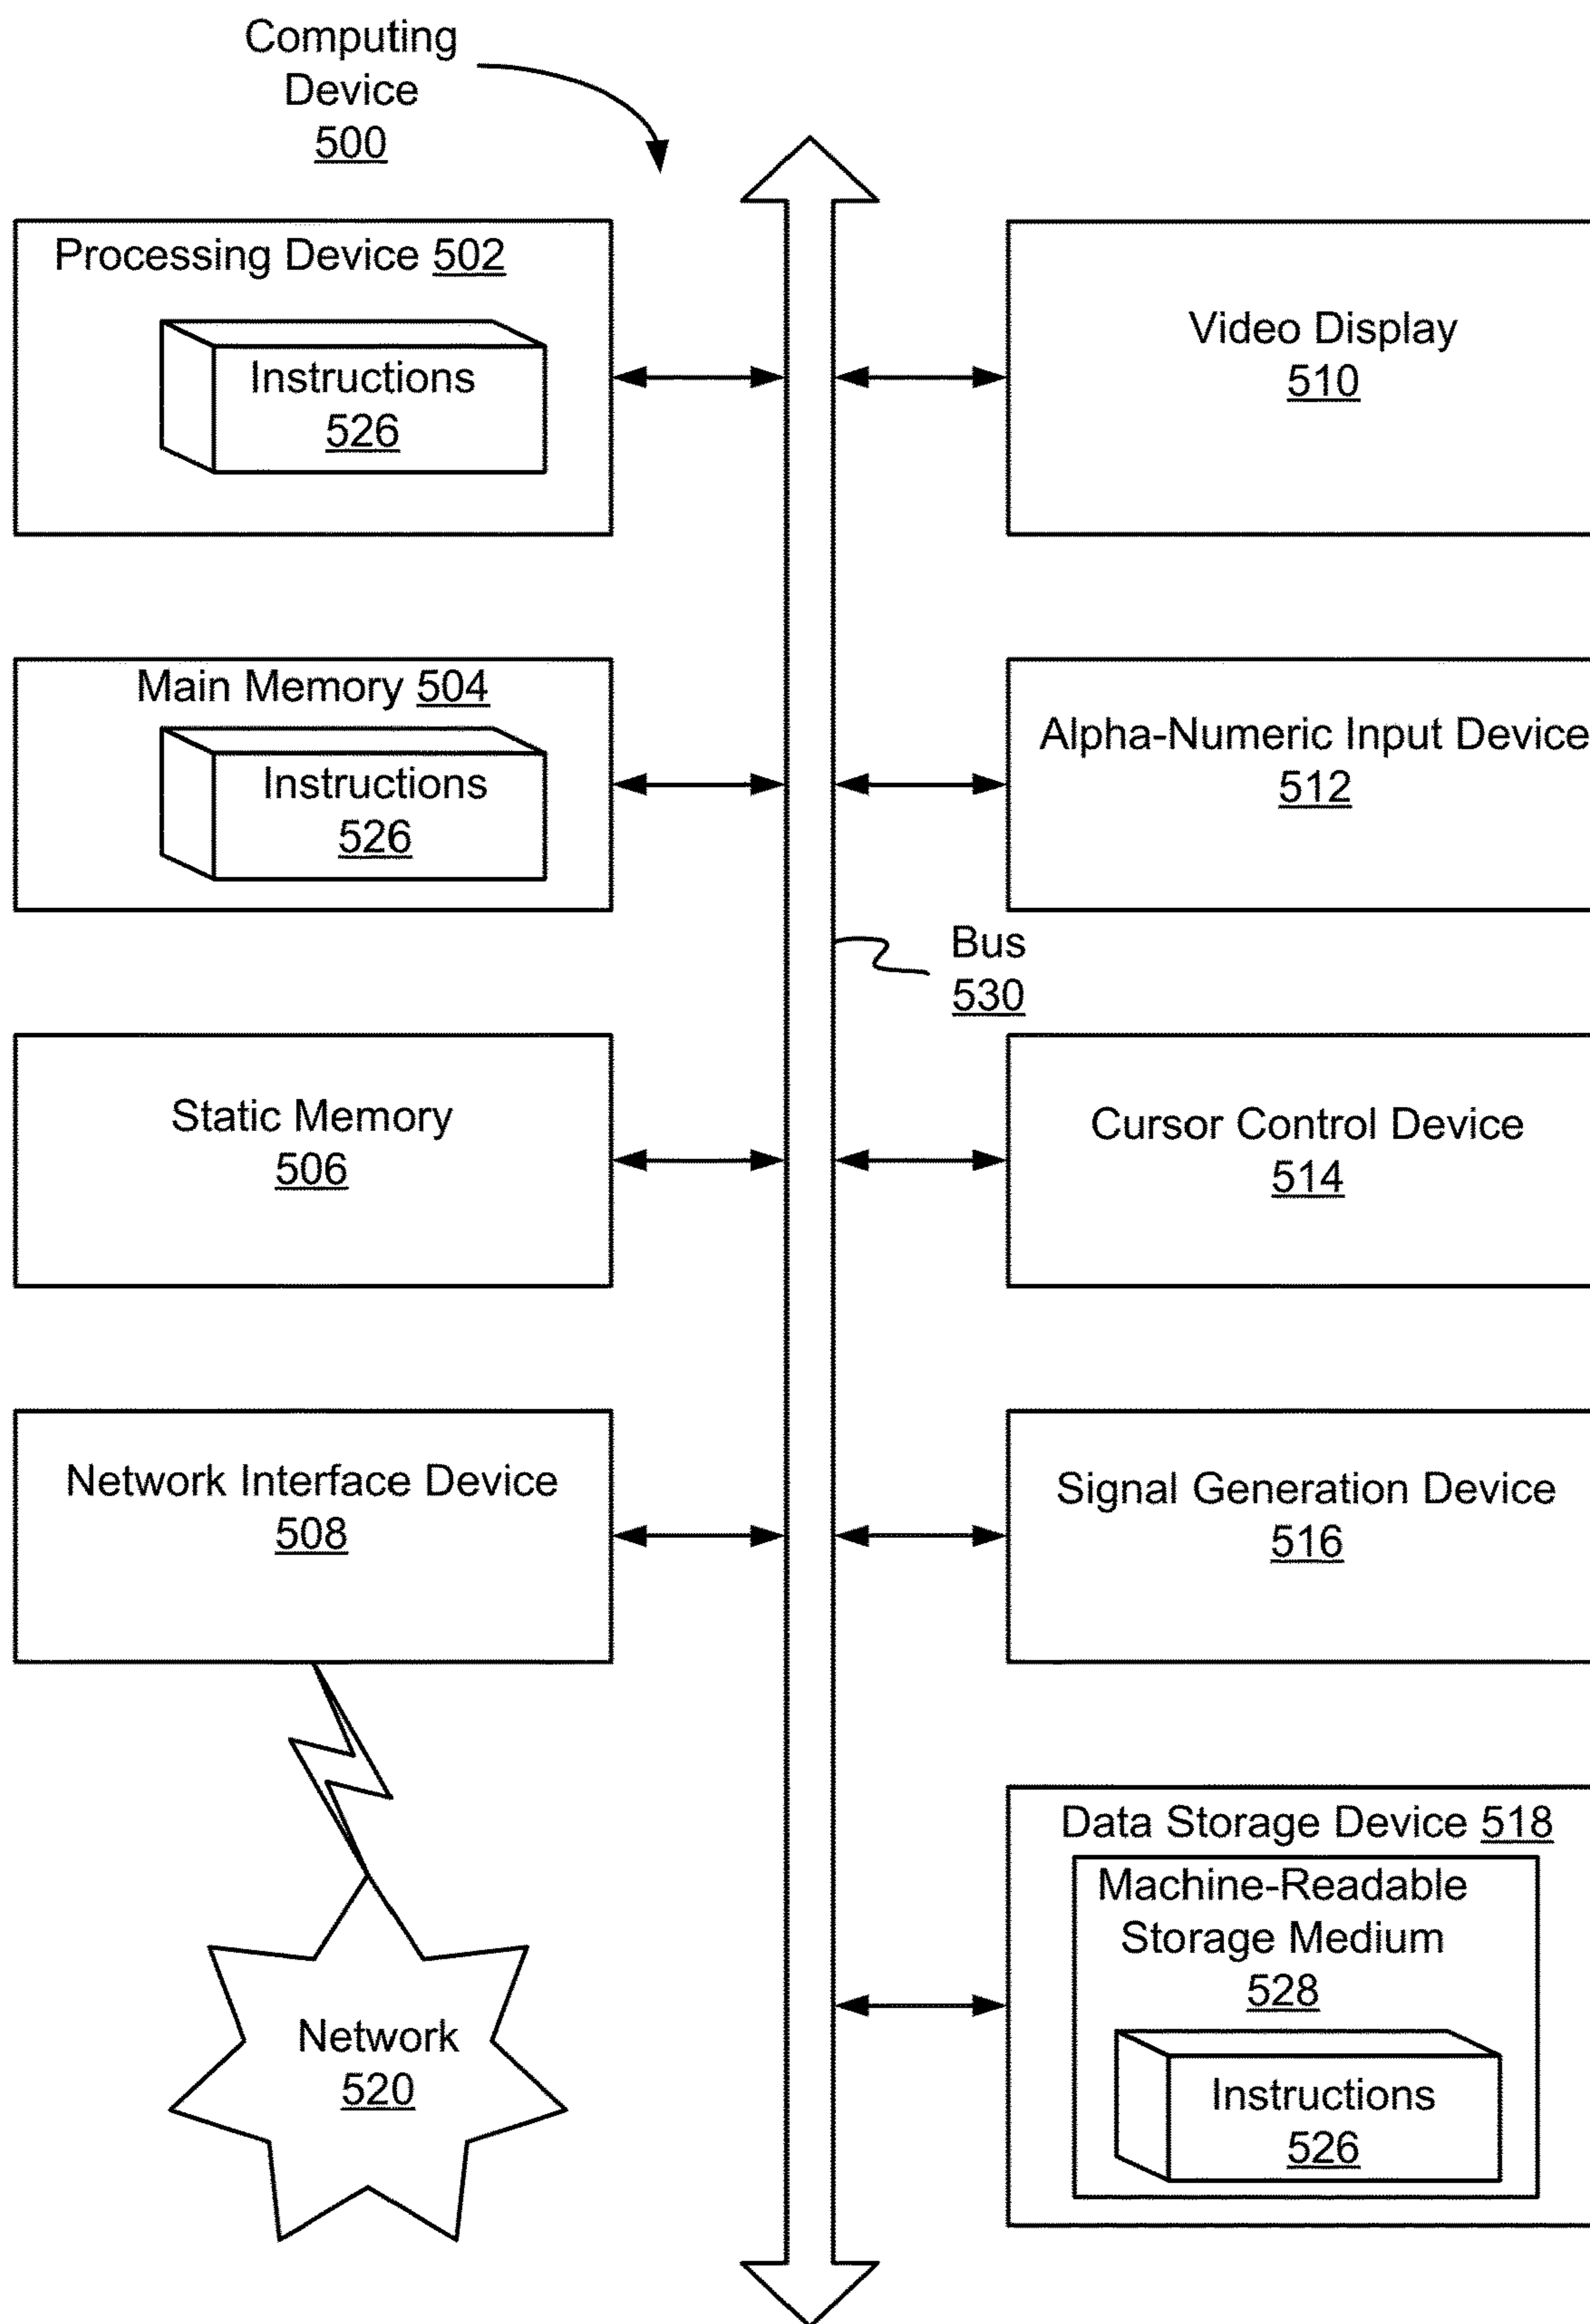 Computing
Device
500
Processing Device 502
Instructions
526
Video Display
510
Main Memory 504
Instructions
526
Alpha-Numeric Input Device
512
Bus
530
Static Memory
506
Cursor Control Device
514
Network Interface Device
508
Signal Generation Device
516
Data Storage Device 518
Machine-Readable
Storage Medium
528
Instructions
526
Network
520